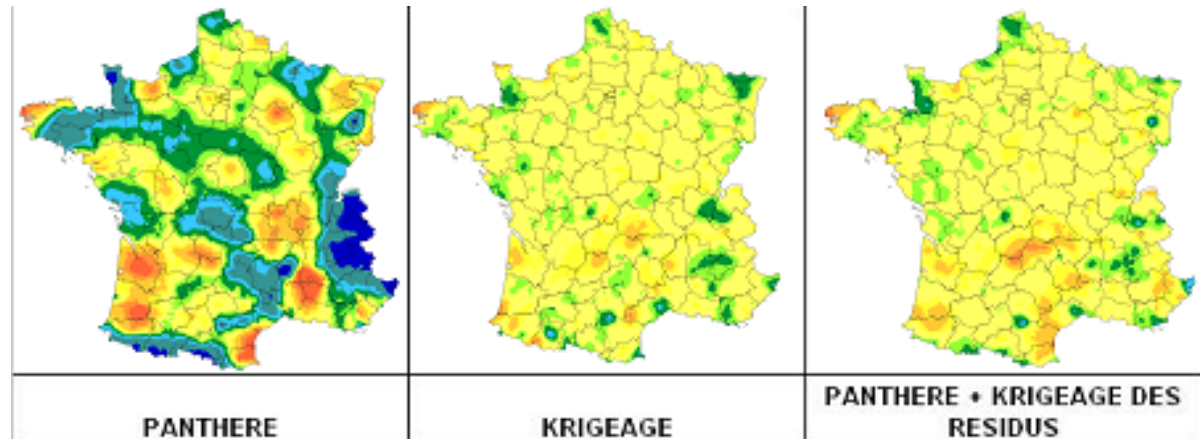 PANTHERE
KRIGEAGE
PANTHERE + KRIGEAGE DES
RESIDUS